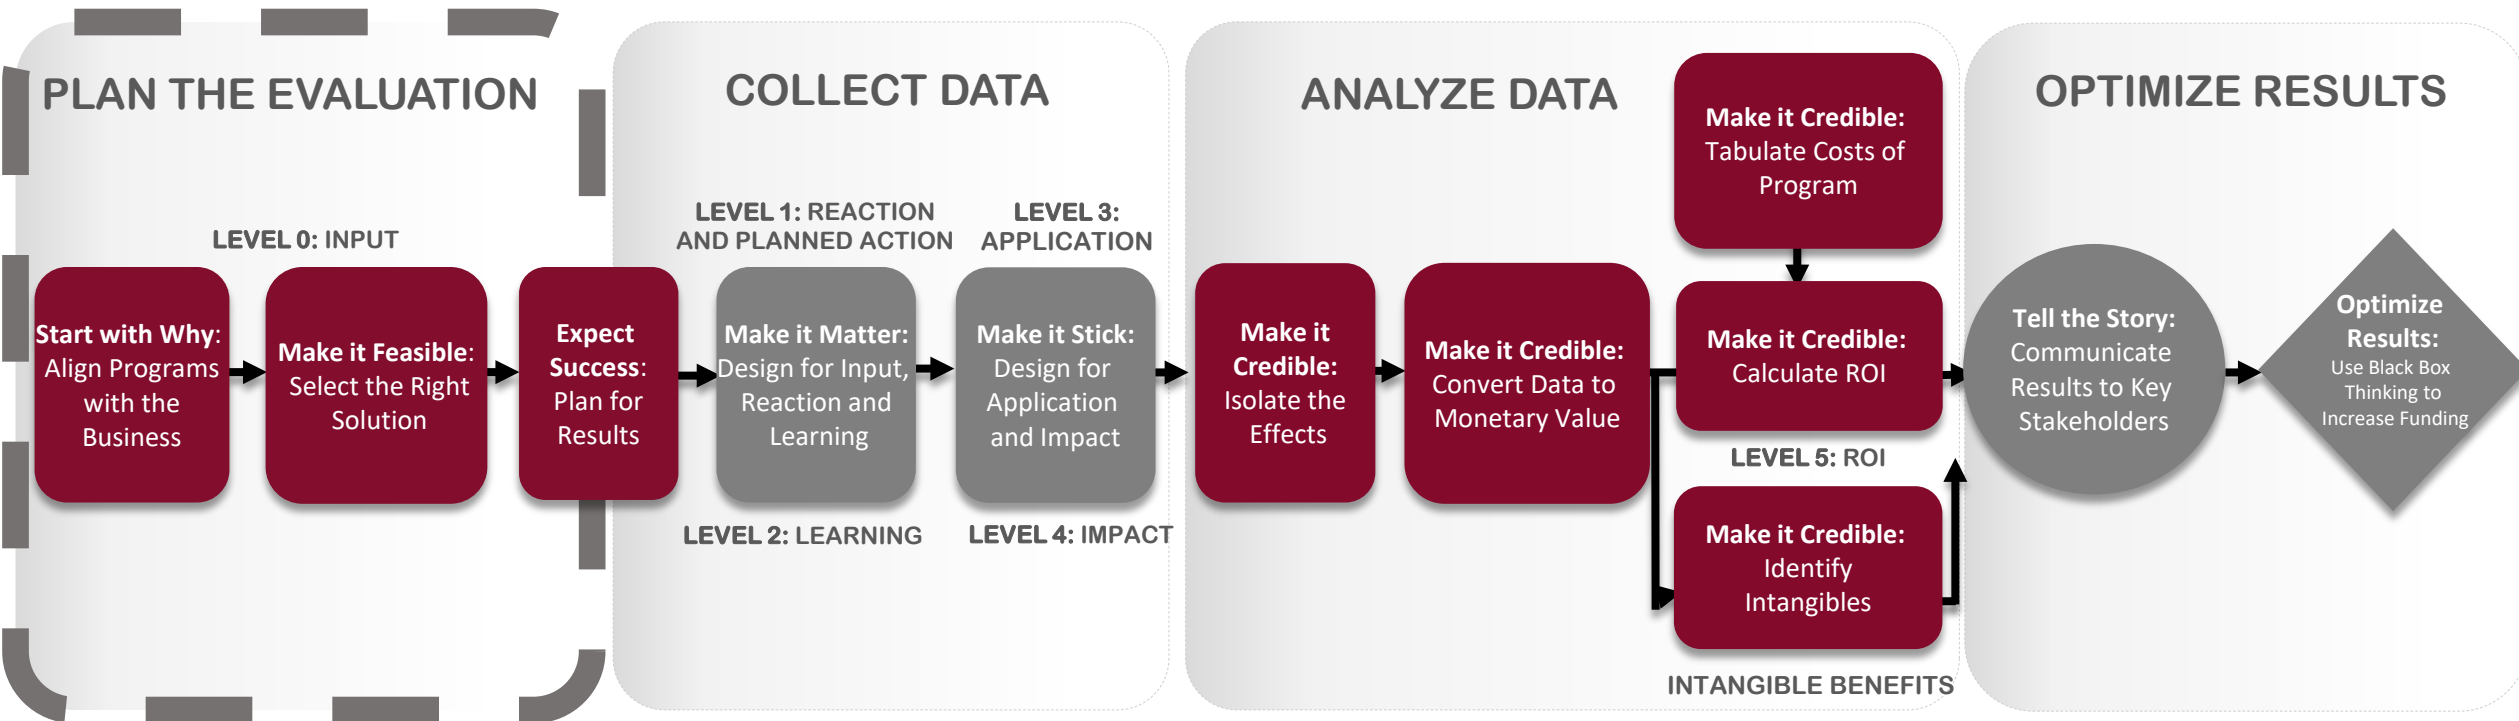 PLAN THE EVALUATION
LEVEL 0: INPUT
Start with Why:
Align Programs
with the
Business
Make it Feasible:
Select the Right
Solution
Expect
Success:
Plan for
Results
COLLECT DATA
LEVEL 1: REACTION
AND PLANNED ACTION
Make it Matter:
Design for Input,
Reaction and
Learning
LEVEL 2: LEARNING
LEVEL 3:
APPLICATION
Make it Stick:
Design for
Application
and Impact
LEVEL 4: IMPACT
ANALYZE DATA
Make it
Credible:
Isolate the
Effects
Make it Credible:
Convert Data to
Monetary Value
Make it Credible:
Tabulate Costs of
Program
Make it Credible:
Calculate ROI
LEVEL 5: ROI
Make it Credible:
Identify
Intangibles
INTANGIBLE BENEFITS
OPTIMIZE RESULTS
Tell the Story:
Communicate
Results to Key
Stakeholders
Optimize
Results:
Use Black Box
Thinking to
Increase Funding